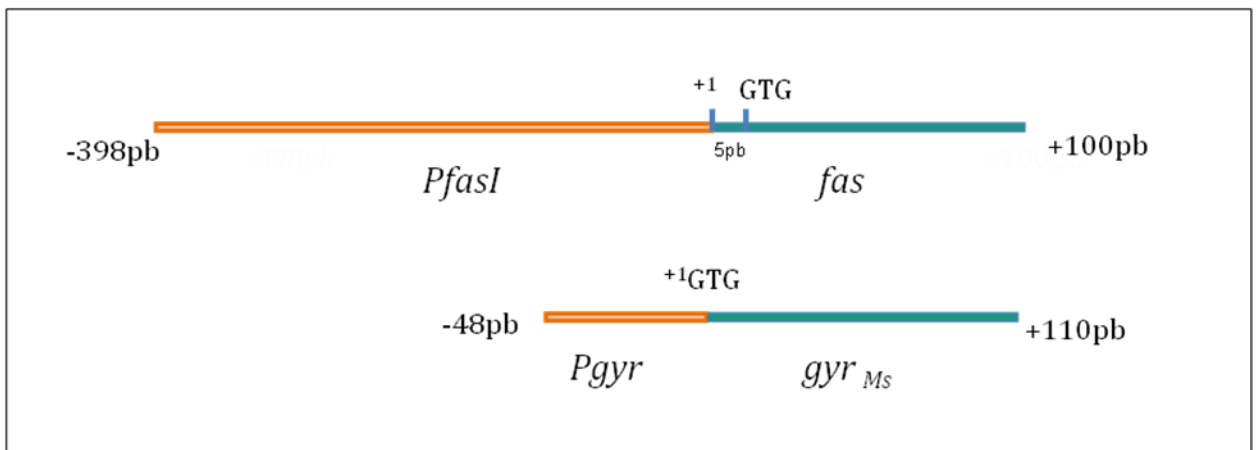 +1 GTG
-398pb
5pb
+100pb
PfasI
fas
+1GTG
-48pb
+110pb
Pgyr
gyr Ms